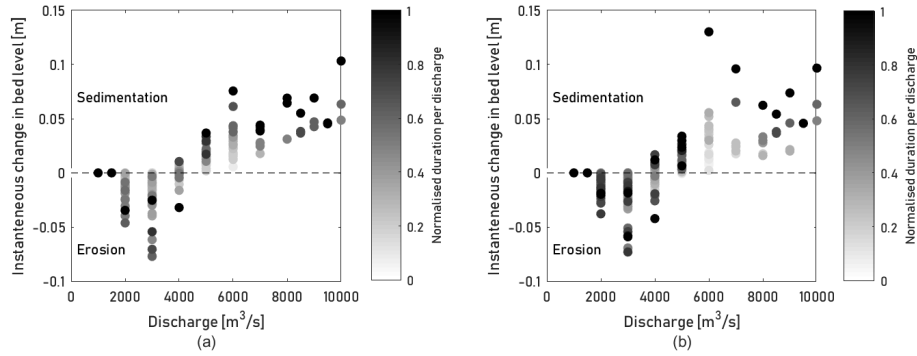 0.15
0.1
0.05
0
-0.05
-0.1
Instanteneous change in bed level [m]
Sedimentation
Erosion
0 2000 4000 6000 8000 10000
Discharge [m³/s]
(a)
1
0.8
0.6
0.4
0.2
0
Normalised duration per discharge
0.15
0.1
0.05
0
-0.05
-0.1
Instanteneous change in bed level [m]
Sedimentation
Erosion
0 2000 4000 6000 8000 10000
Discharge [m³/s]
(b)
1
0.8
0.6
0.4
0.2
0
Normalised duration per discharge